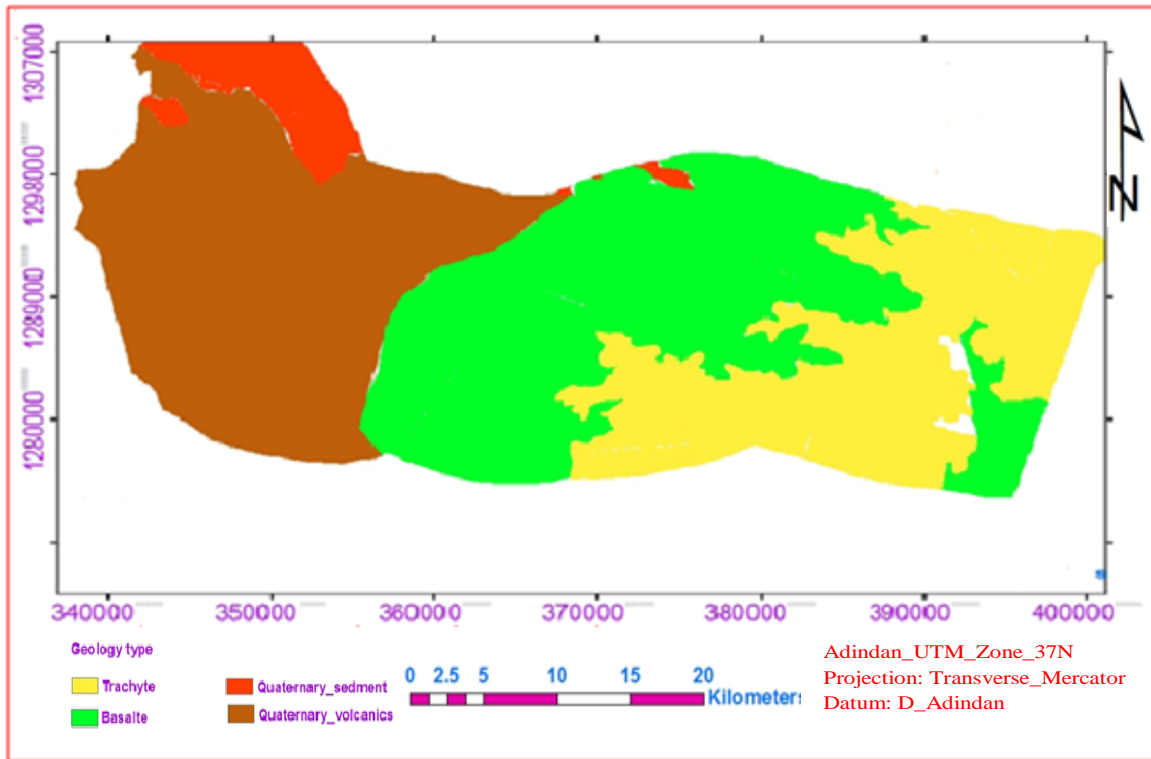 1307000
1298000
1289000
1280000
N
340000 350000 360000 370000 380000 390000 400000
Geology type
Trachyte
Basalte
Quaternary_sediment
Quaternary_volcanics
0 2.5 5 10 15 20
Kilometers
Adindan_UTM_Zone_37N
Projection: Transverse_Mercator
Datum: D_Adindan